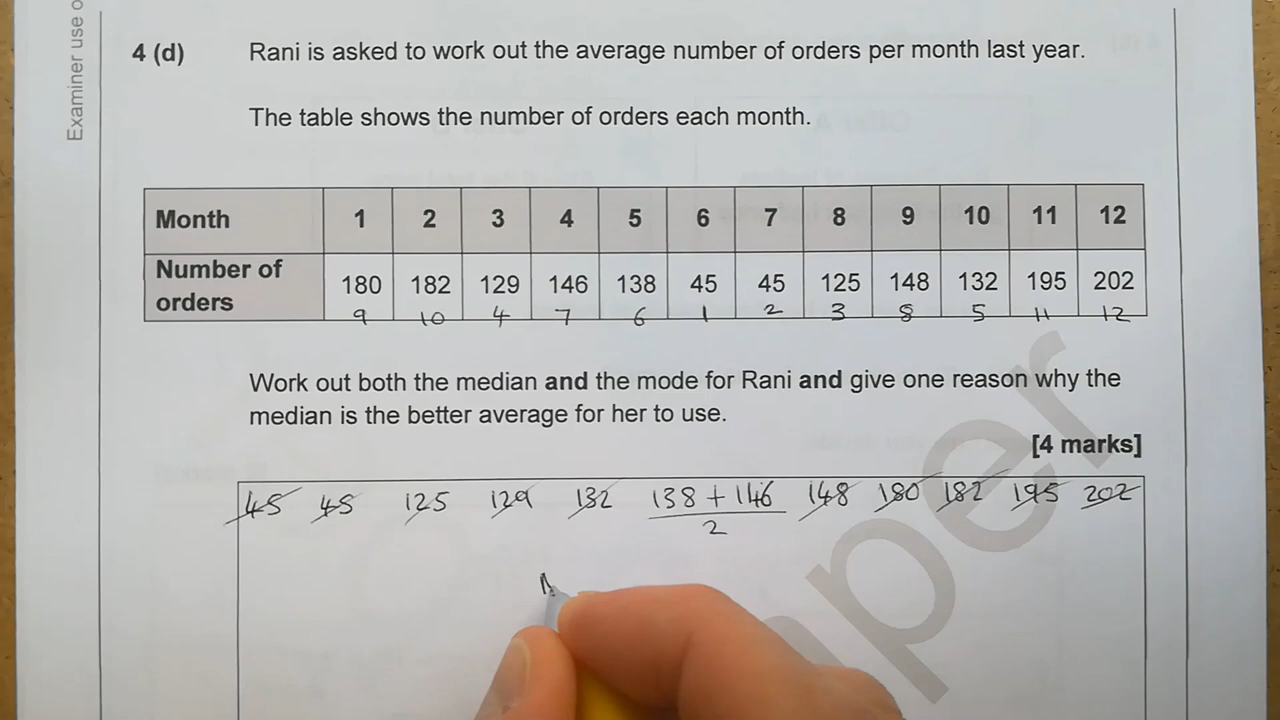 Examiner use o
4 (d) Rani is asked to work out the average number of orders per month last year.
The table shows the number of orders each month.
Month 1 2 3 4 5 6 7 8 9 10 11 12
Number of orders 180 182 129 146 138 45 45 125 148 132 195 202
9 10 4 7 6 1 2 3 8 5 11 12
Work out both the median and the mode for Rani and give one reason why the
median is the better average for her to use.
[4 marks]
45 45 125 129 132 138 + 146 148 180 182 195 202
2